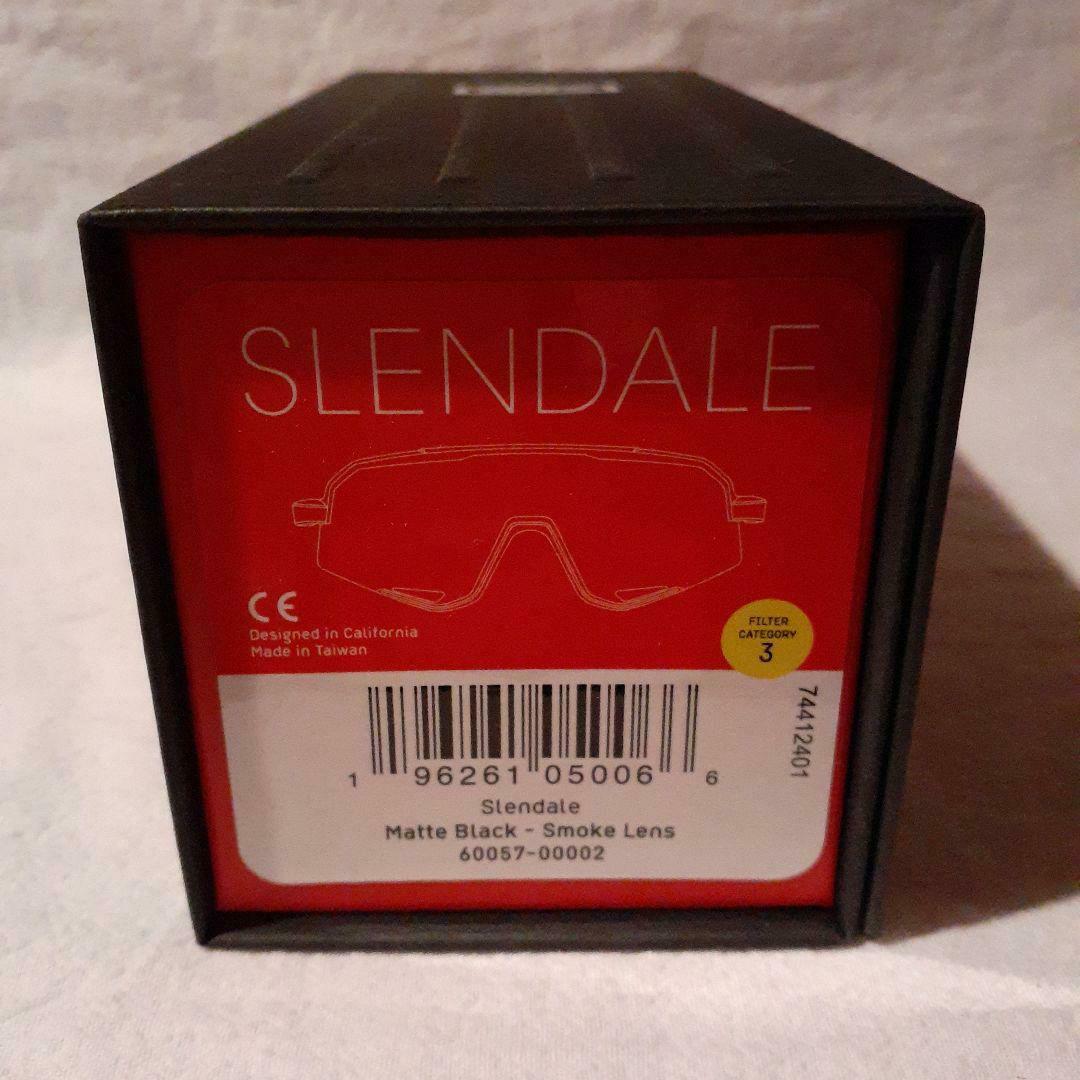 SLENDALE
CE
Designed in California
Made in Taiwan
FILTER
CATEGORY
3
74412401
1 96261 05006 6
Slendale
Matte Black - Smoke Lens
60057-00002